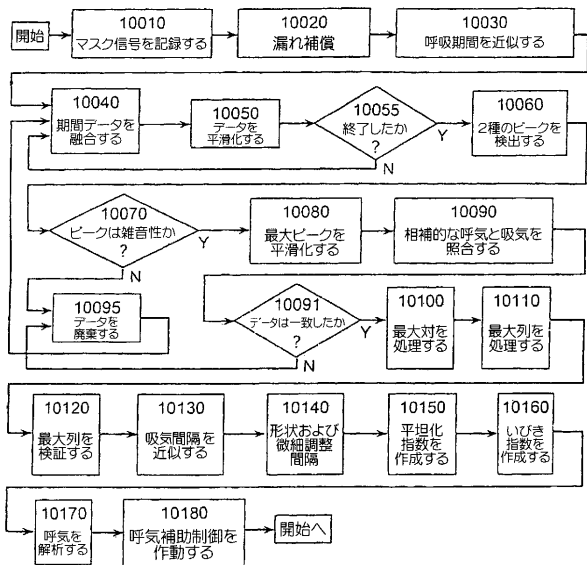 開始
10010
マスク信号を記録する
10020
漏れ補償
10030
呼吸期間を近似する
10040
期間データを
融合する
10050
データを
平滑化する
10055
終了したか
?
Y
N
10060
2種のピークを
検出する
10070
ピークは雑音性か
?
Y
N
10080
最大ピークを
平滑化する
10090
相補的な呼気と吸気を
照合する
10095
データを
廃棄する
10091
データは一致したか
?
Y
N
10100
最大対を
処理する
10110
最大列を
処理する
10120
最大列を
検証する
10130
吸気間隔を
近似する
10140
形状および
微細調整
間隔
10150
平坦化
指数を
作成する
10160
いびき
指数を
作成する
10170
呼気を
解析する
10180
呼気補助制御を
作動する
開始へ